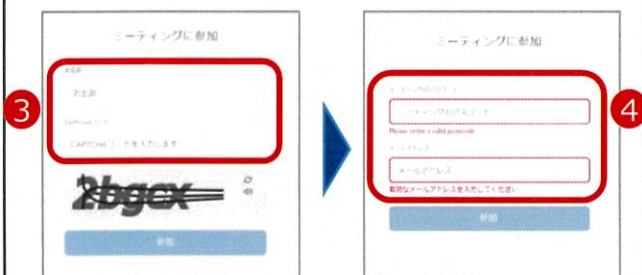 ミーティングに参加
お名前
お名前
CAPTCHAコード
CAPTCHAコードを入力します
2bgcx
参加
3
ミーティングに参加
ミーティングパスコード
ミーティングパスコード
Please enter a valid passcode
メールアドレス
メールアドレス
有効なメールアドレスを入力してください
参加
4